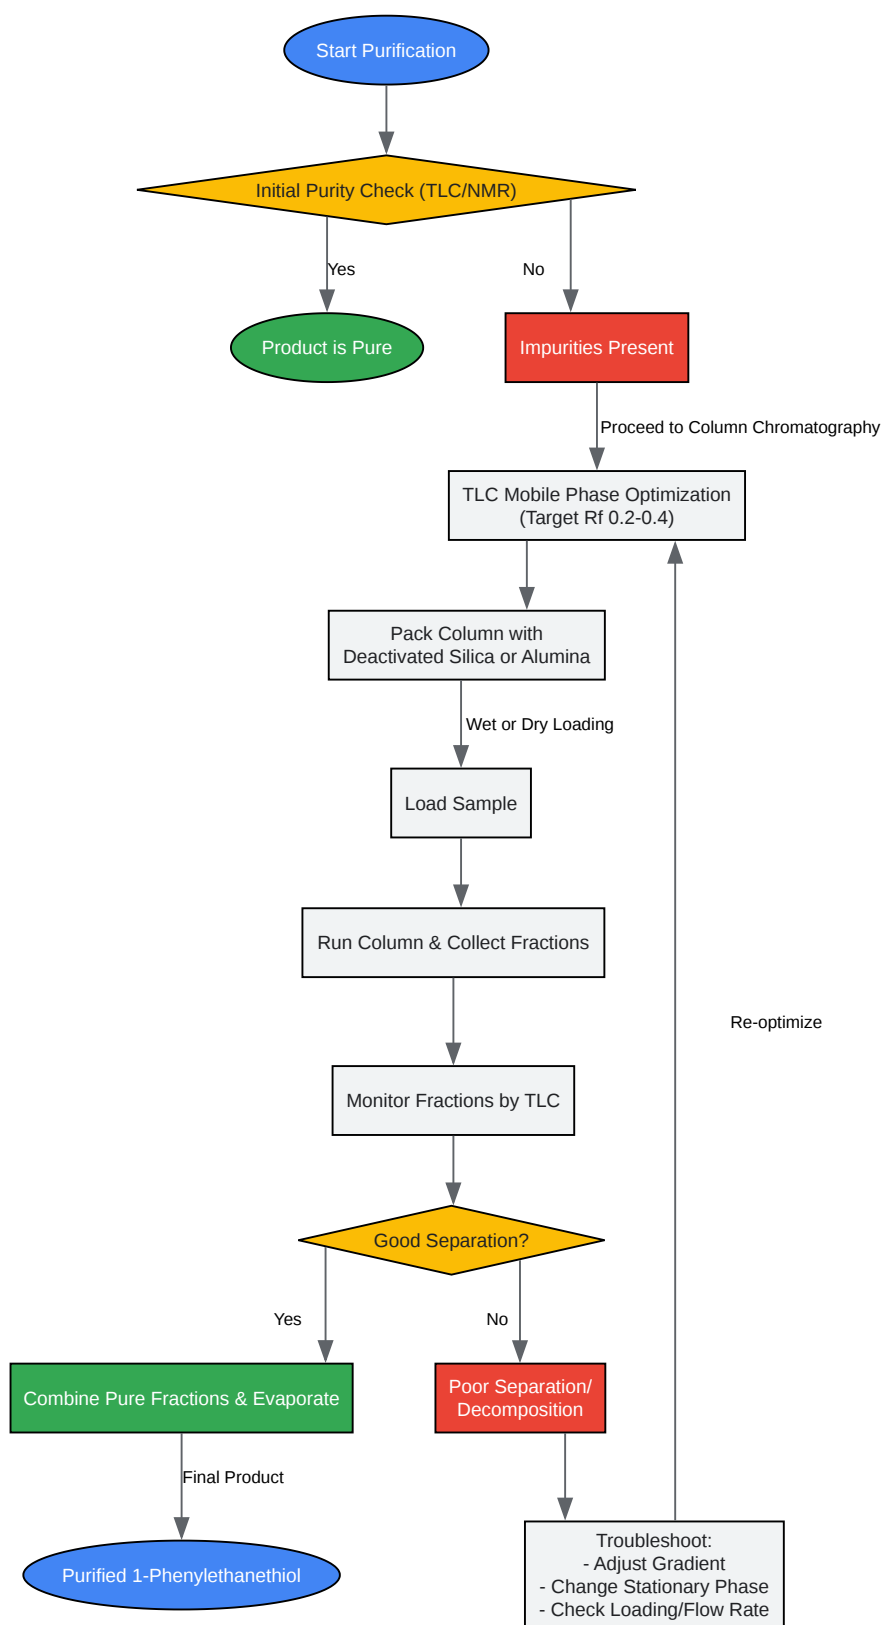 Start Purification
Initial Purity Check (TLC/NMR)
Yes
No
Product is Pure
Impurities Present
Proceed to Column Chromatography
TLC Mobile Phase Optimization
(Target Rf 0.2-0.4)
Pack Column with
Deactivated Silica or Alumina
Wet or Dry Loading
Load Sample
Run Column & Collect Fractions
Re-optimize
Monitor Fractions by TLC
Good Separation?
Yes
No
Combine Pure Fractions & Evaporate
Poor Separation/
Decomposition
Final Product
Purified 1-Phenylethanethiol
Troubleshoot:
- Adjust Gradient
- Change Stationary Phase
- Check Loading/Flow Rate